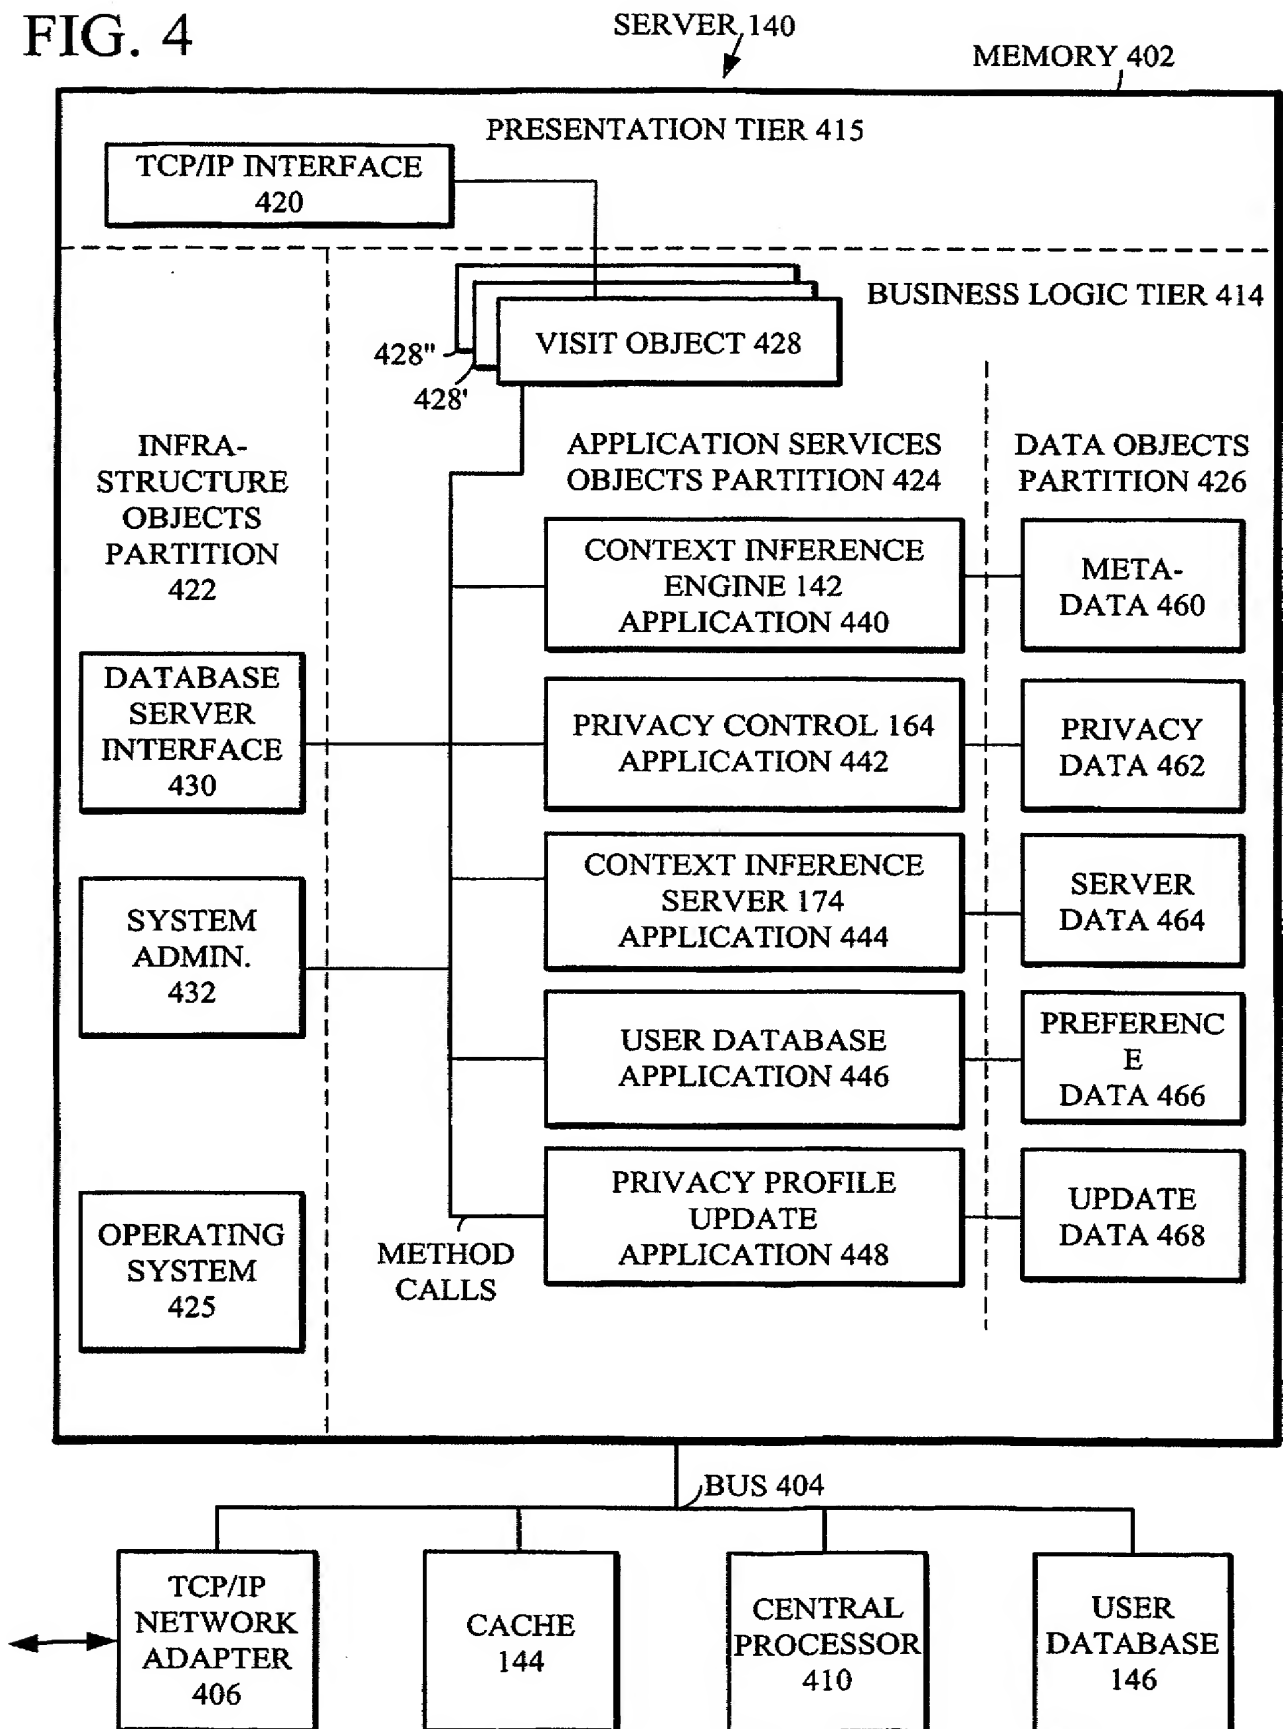 FIG. 4
SERVER 140
MEMORY 402
PRESENTATION TIER 415
TCP/IP INTERFACE
420
BUSINESS LOGIC TIER 414
VISIT OBJECT 428
428"
428'
INFRA-
STRUCTURE
OBJECTS
PARTITION
422
APPLICATION SERVICES
OBJECTS PARTITION 424
DATA OBJECTS
PARTITION 426
CONTEXT INFERENCE
ENGINE 142
APPLICATION 440
META-
DATA 460
DATABASE
SERVER
INTERFACE
430
PRIVACY CONTROL 164
APPLICATION 442
PRIVACY
DATA 462
SYSTEM
ADMIN.
432
CONTEXT INFERENCE
SERVER 174
APPLICATION 444
SERVER
DATA 464
USER DATABASE
APPLICATION 446
PREFERENC
E
DATA 466
OPERATING
SYSTEM
425
METHOD
CALLS
PRIVACY PROFILE
UPDATE
APPLICATION 448
UPDATE
DATA 468
BUS 404
TCP/IP
NETWORK
ADAPTER
406
CACHE
144
CENTRAL
PROCESSOR
410
USER
DATABASE
146